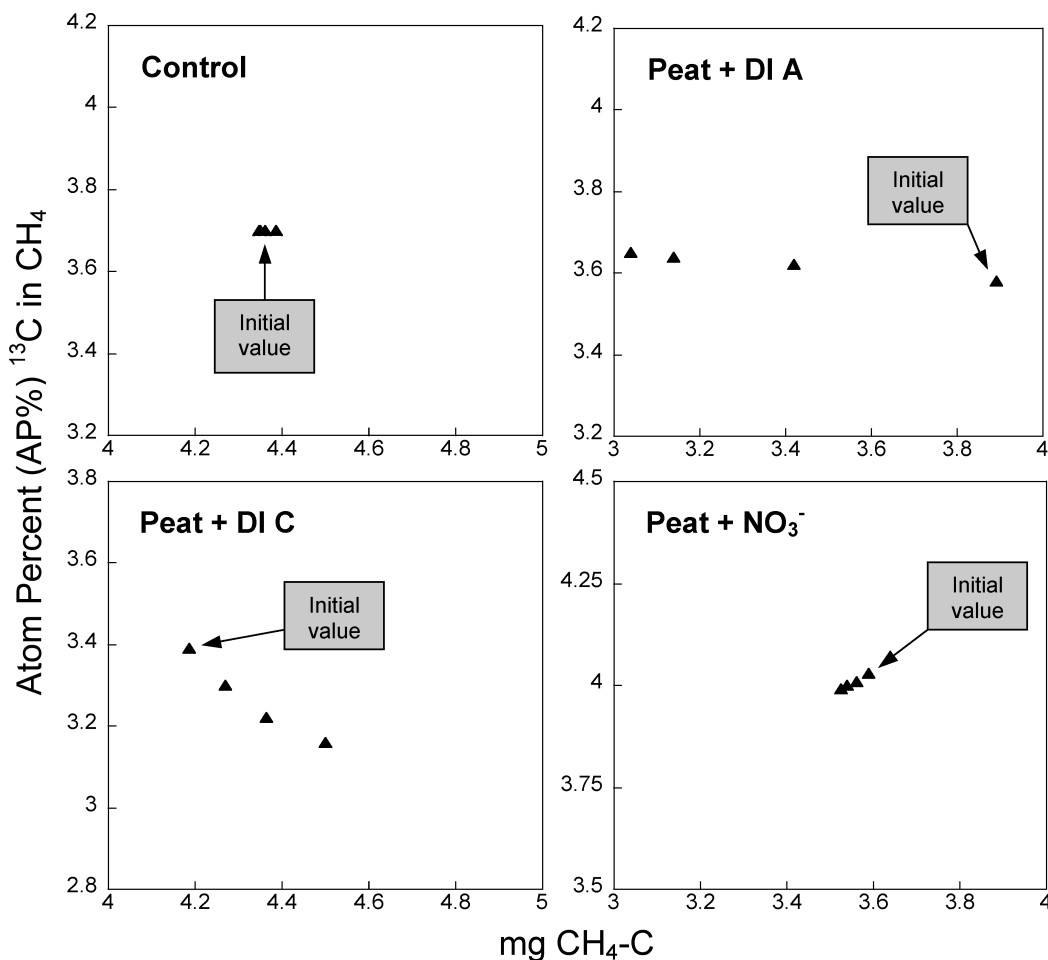 Atom Percent (AP%) ¹³C in CH₄
Control
4.2
4
3.8
3.6
3.4
3.2
Initial
value
4 4.2 4.4 4.6 4.8 5
Peat + DI A
4.2
4
3.8
3.6
3.4
3.2
Initial
value
3 3.2 3.4 3.6 3.8 4
Peat + DI C
3.8
3.6
3.4
3.2
3
2.8
Initial
value
4 4.2 4.4 4.6 4.8 5
Peat + NO₃⁻
4.5
4.25
4
3.75
3.5
Initial
value
3 3.2 3.4 3.6 3.8 4
mg CH₄-C